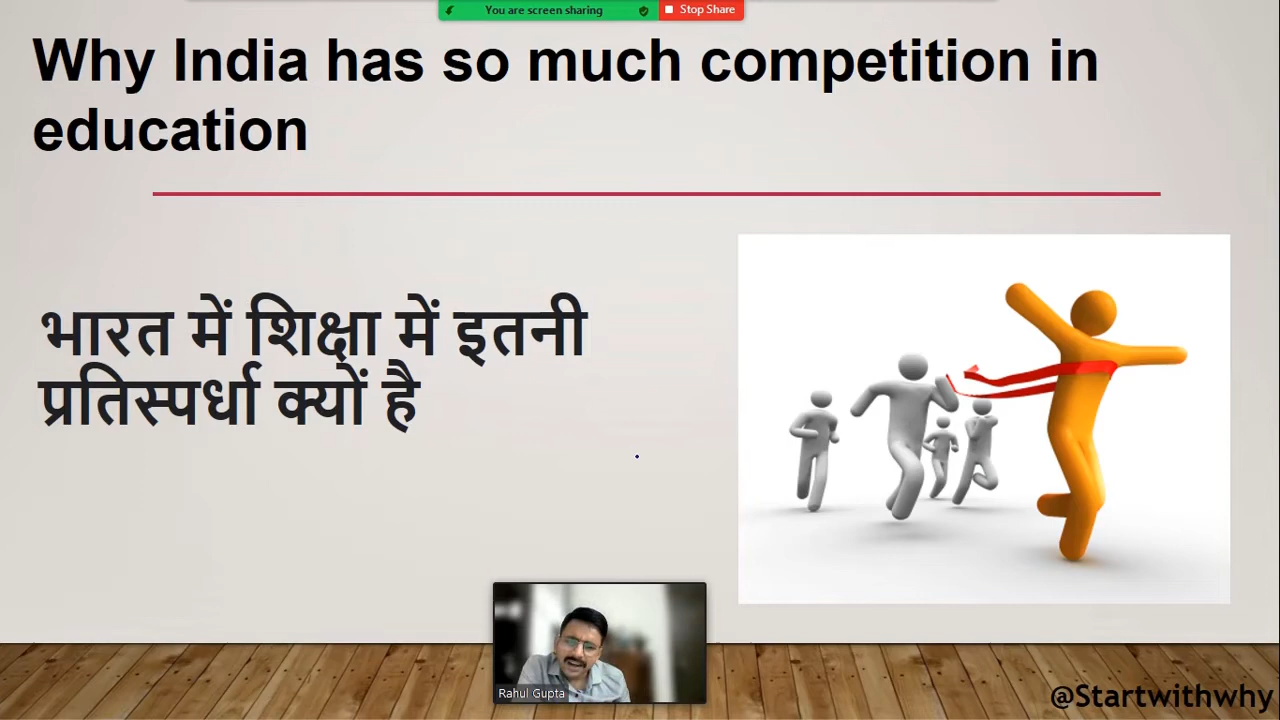 You are screen sharing
Stop Share
Why India has so much competition in
education
भारत में शिक्षा में इतनी
प्रतिस्पर्धा क्यों है
Rahul Gupta
@Startwithwhy